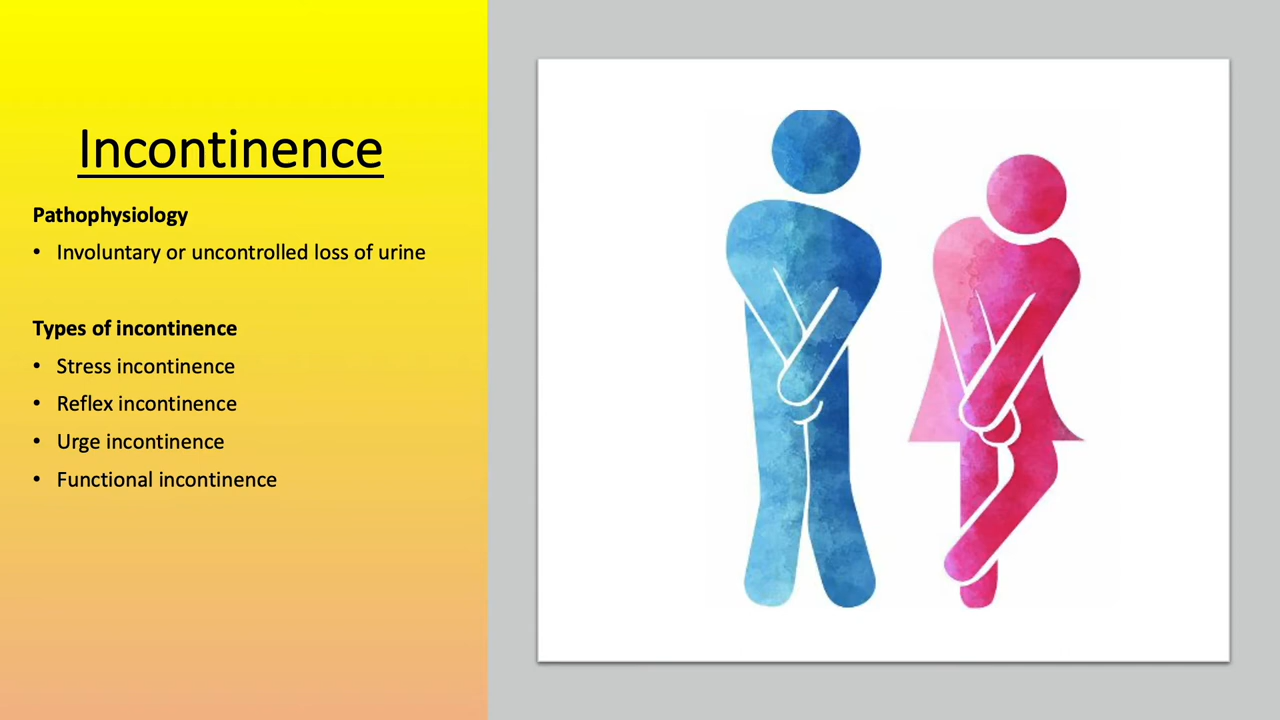 Incontinence
Pathophysiology
• Involuntary or uncontrolled loss of urine
Types of incontinence
• Stress incontinence
• Reflex incontinence
• Urge incontinence
• Functional incontinence